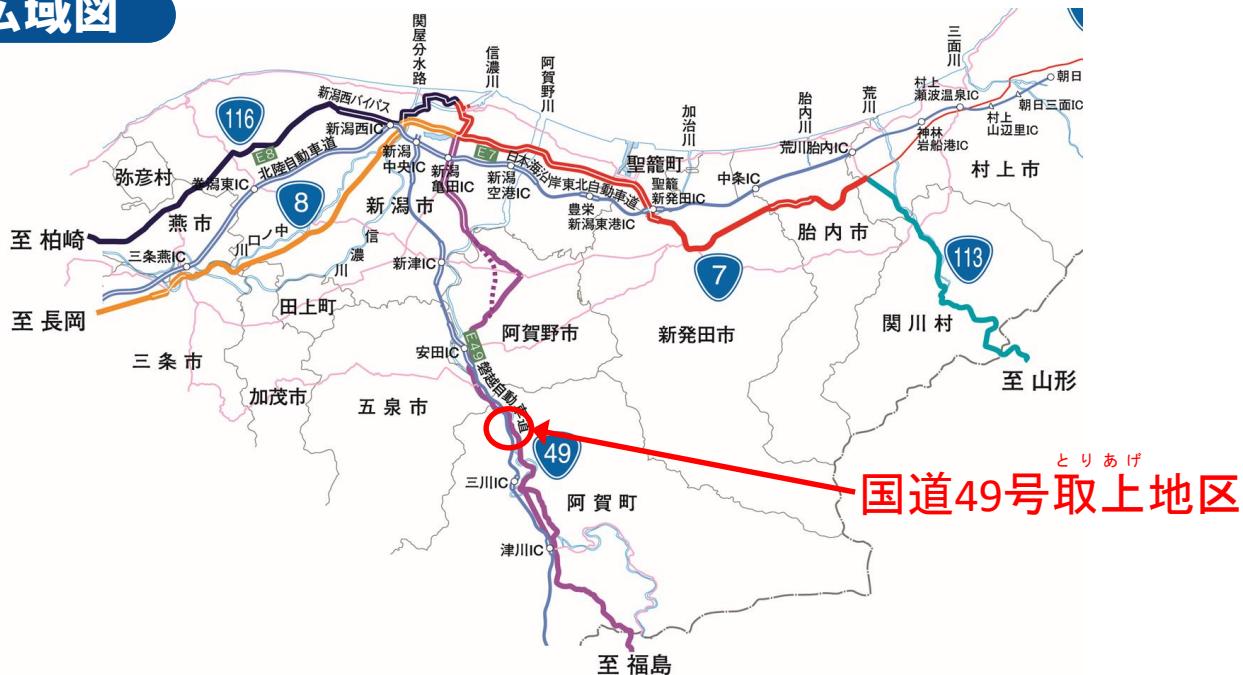 広域図
関屋分水路
信濃川
阿賀野川
加治川
胎内川
荒川
三面川
朝日
朝日三面IC
村上
山辺里IC
村上
瀬波温泉IC
神林
岩船港IC
荒川胎内IC
村上市
中条IC
聖籠町
聖籠
新発田IC
豊栄
新潟東港IC
日本海沿岸東北自動車道
E7
新潟
空港IC
新潟
亀田IC
新潟
中央IC
新潟西IC
新潟西バイパス
116
E8
北陸自動車道
弥彦村
巻潟東IC
8
新潟市
燕市
至 柏崎
中ノ口川
信濃川
三条燕IC
新津IC
胎内市
7
113
至 長岡
田上町
阿賀野市
新発田市
関川村
三条市
安田IC
E49
磐越自動車道
至 山形
加茂市
五泉市
49
とりあげ
国道49号取上地区
三川IC
阿賀町
津川IC
至 福島